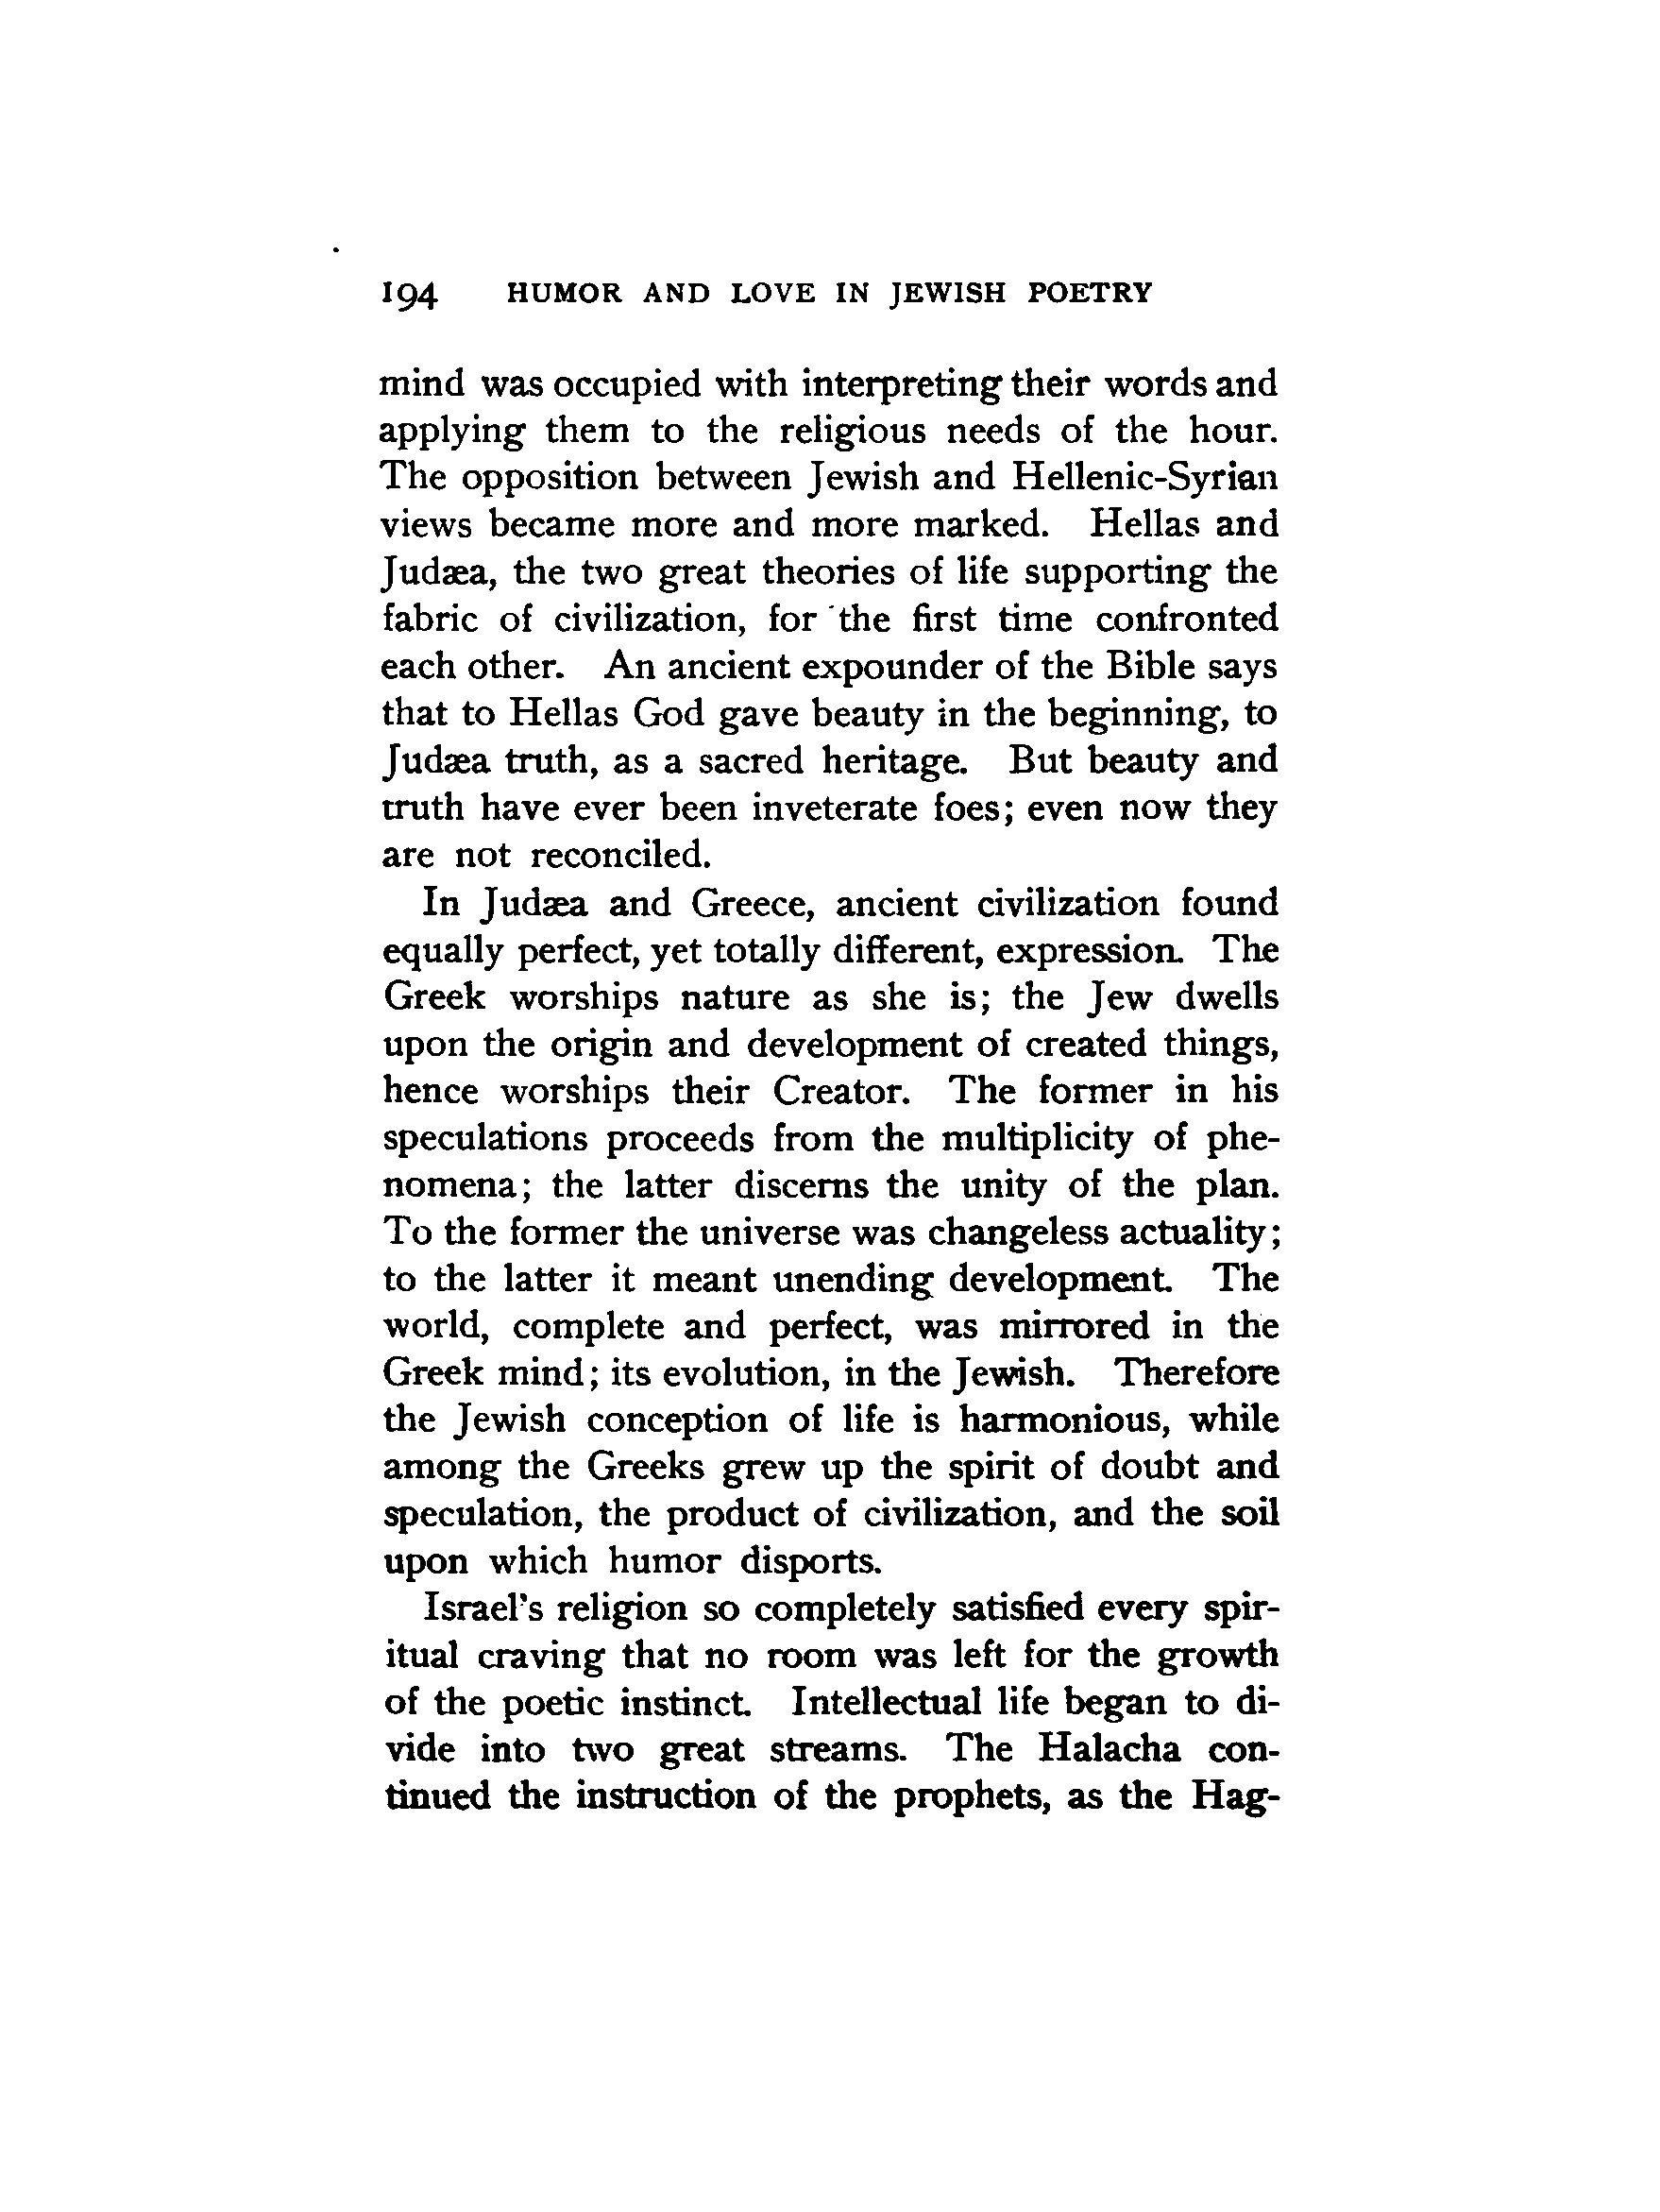 194 HUMOR AND LOVE IN JEWISH POETRY
mind was occupied with interpreting their words and
applying them to the religious needs of the hour.
The opposition between Jewish and Hellenic-Syrian
views became more and more marked. Hellas and
Judæa, the two great theories of life supporting the
fabric of civilization, for the first time confronted
each other. An ancient expounder of the Bible says
that to Hellas God gave beauty in the beginning, to
Judæa truth, as a sacred heritage. But beauty and
truth have ever been inveterate foes; even now they
are not reconciled.
In Judæa and Greece, ancient civilization found
equally perfect, yet totally different, expression. The
Greek worships nature as she is; the Jew dwells
upon the origin and development of created things,
hence worships their Creator. The former in his
speculations proceeds from the multiplicity of phe-
nomena; the latter discerns the unity of the plan.
To the former the universe was changeless actuality;
to the latter it meant unending development. The
world, complete and perfect, was mirrored in the
Greek mind; its evolution, in the Jewish. Therefore
the Jewish conception of life is harmonious, while
among the Greeks grew up the spirit of doubt and
speculation, the product of civilization, and the soil
upon which humor disports.
Israel's religion so completely satisfied every spir-
itual craving that no room was left for the growth
of the poetic instinct. Intellectual life began to di-
vide into two great streams. The Halacha con-
tinued the instruction of the prophets, as the Hag-